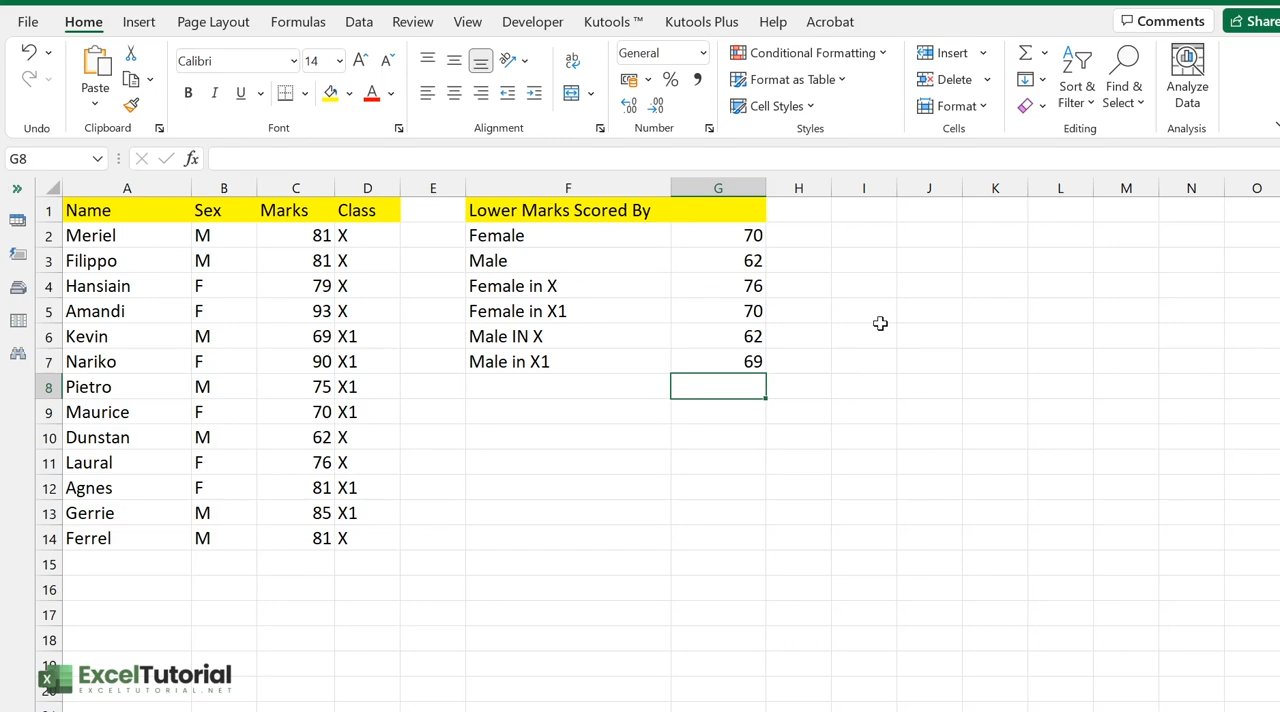 File Home Insert Page Layout Formulas Data Review View Developer Kutools ™ Kutools Plus Help Acrobat Comments Share
Calibri 14 General Conditional Formatting Insert
Paste Format as Table Delete Sort & Filter Find & Select Analyze Data
B I U Cell Styles Format
Undo Clipboard Font Alignment Number Styles Cells Editing Analysis
G8 fx
A B C D E F G H I J K L M N O
1 Name Sex Marks Class Lower Marks Scored By
2 Meriel M 81 X Female 70
3 Filippo M 81 X Male 62
4 Hansiain F 79 X Female in X 76
5 Amandi F 93 X Female in X1 70
6 Kevin M 69 X1 Male IN X 62
7 Nariko F 90 X1 Male in X1 69
8 Pietro M 75 X1
9 Maurice F 70 X1
10 Dunstan M 62 X
11 Laural F 76 X
12 Agnes F 81 X1
13 Gerrie M 85 X1
14 Ferrel M 81 X
15
16
17
18
19
ExcelTutorial
EXCELTUTORIAL.NET
20